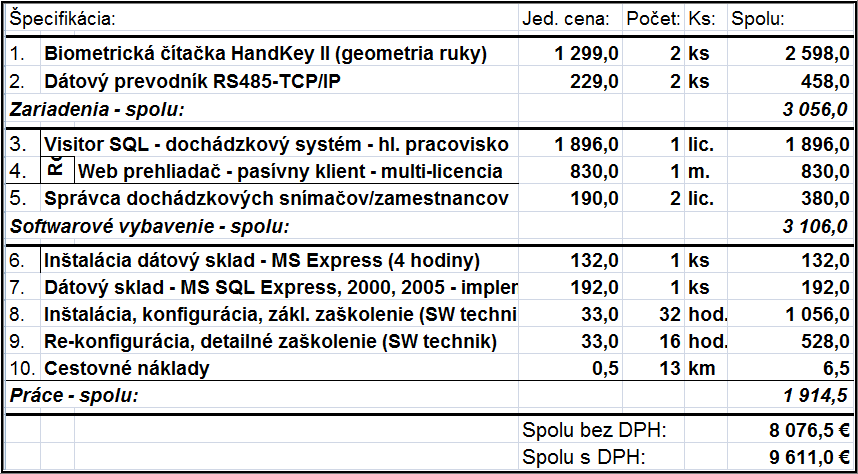 Špecifikácia: Jed. cena: Počet: Ks: Spolu:
1. Biometrická čítačka HandKey II (geometria ruky) 1 299,0 2 ks 2 598,0
2. Dátový prevodník RS485-TCP/IP 229,0 2 ks 458,0
Zariadenia - spolu: 3 056,0
3. Visitor SQL - dochádzkový systém - hl. pracovisko 1 896,0 1 lic. 1 896,0
4. Web prehliadač - pasívny klient - multi-licencia 830,0 1 m. 830,0
5. Správca dochádzkových snímačov/zamestnancov 190,0 2 lic. 380,0
Softwarové vybavenie - spolu: 3 106,0
6. Inštalácia dátový sklad - MS Express (4 hodiny) 132,0 1 ks 132,0
7. Dátový sklad - MS SQL Express, 2000, 2005 - impler 192,0 1 ks 192,0
8. Inštalácia, konfigurácia, zákl. zaškolenie (SW techni 33,0 32 hod. 1 056,0
9. Re-konfigurácia, detailné zaškolenie (SW technik) 33,0 16 hod. 528,0
10. Cestovné náklady 0,5 13 km 6,5
Práce - spolu: 1 914,5
Spolu bez DPH: 8 076,5 €
Spolu s DPH: 9 611,0 €